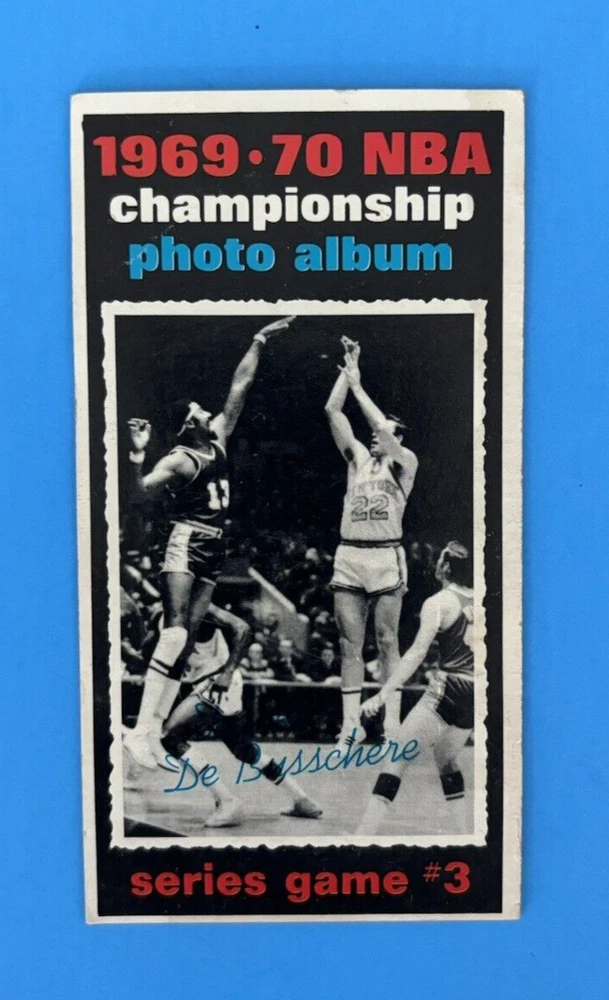 1969·70 NBA
championship
photo album
13
NEW YORK
22
De Busschere
series game #3